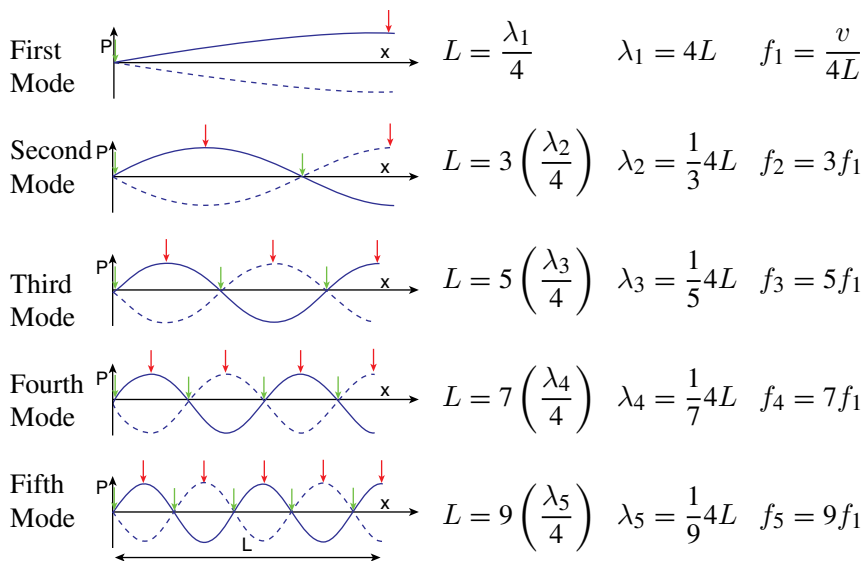 First Mode P x L = λ₁/4 λ₁ = 4L f₁ = v/4L
Second Mode P x L = 3 (λ₂/4) λ₂ = 1/3 4L f₂ = 3f₁
Third Mode P x L = 5 (λ₃/4) λ₃ = 1/5 4L f₃ = 5f₁
Fourth Mode P x L = 7 (λ₄/4) λ₄ = 1/7 4L f₄ = 7f₁
Fifth Mode P x L = 9 (λ₅/4) λ₅ = 1/9 4L f₅ = 9f₁
L